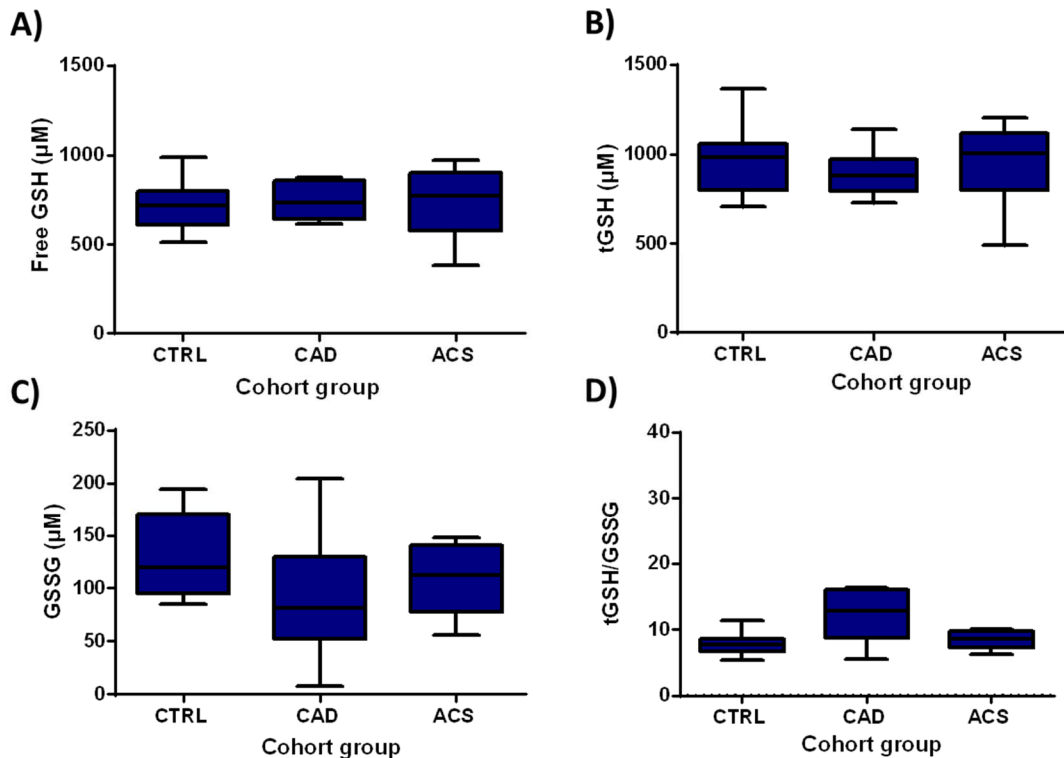 A)
1500
1000
500
0
Free GSH (µM)
CTRL CAD ACS
Cohort group
B)
1500
1000
500
0
tGSH (µM)
CTRL CAD ACS
Cohort group
C)
250
200
150
100
50
0
GSSG (µM)
CTRL CAD ACS
Cohort group
D)
40
30
20
10
0
tGSH/GSSG
CTRL CAD ACS
Cohort group